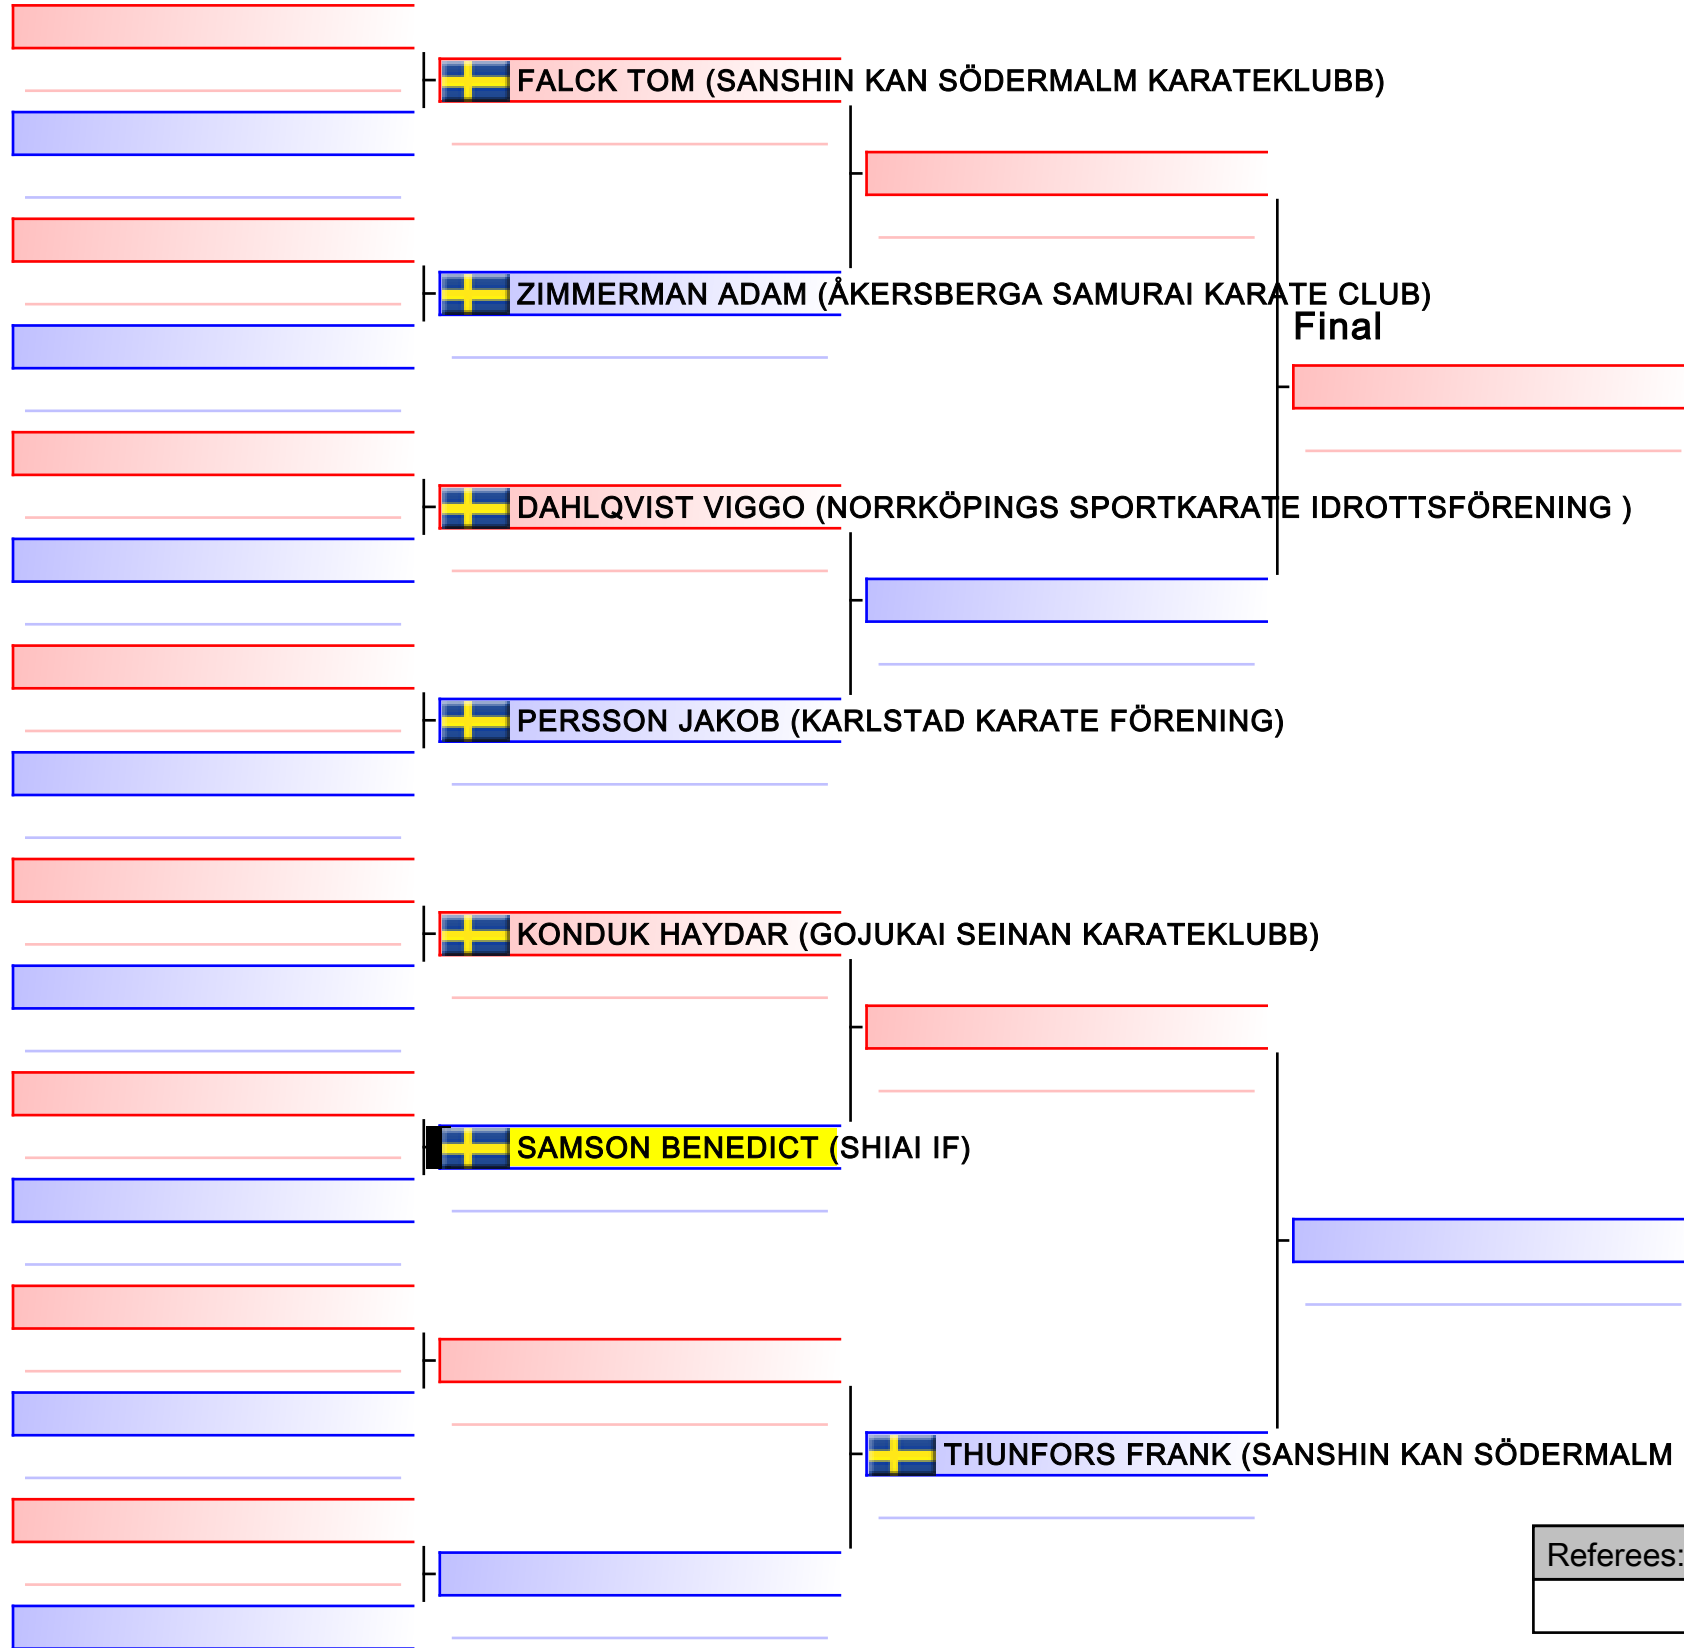 FALCK TOM (SANSHIN KAN SÖDERMALM KARATEKLUBB)
ZIMMERMAN ADAM (ÅKERSBERGA SAMURAI KARATE CLUB)
Final
DAHLQVIST VIGGO (NORRKÖPINGS SPORTKARATE IDROTTSFÖRENING )
PERSSON JAKOB (KARLSTAD KARATE FÖRENING)
KONDUK HAYDAR (GOJUKAI SEINAN KARATEKLUBB)
SAMSON BENEDICT (SHIAI IF)
THUNFORS FRANK (SANSHIN KAN SÖDERMALM
Referees: